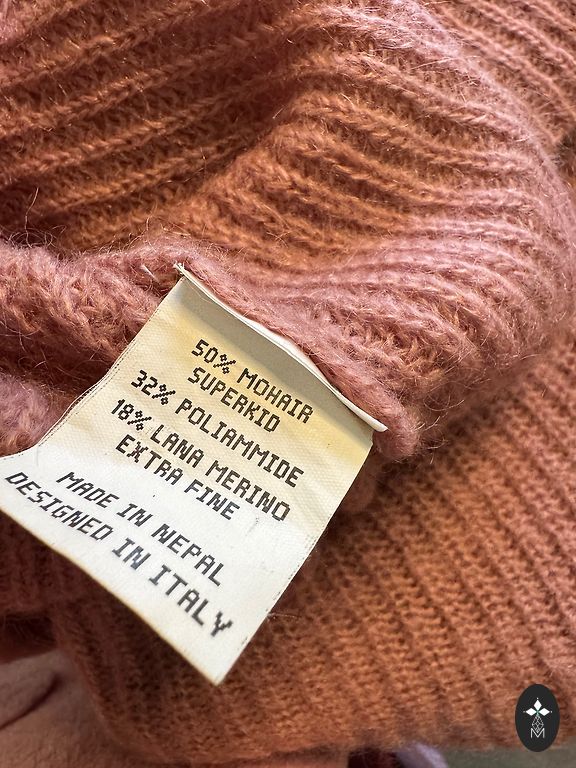 50% MOHAIR
SUPERKID
32% POLIAMMIDE
18% LANA MERINO
EXTRA FINE
MADE IN NEPAL
DESIGNED IN ITALY
M